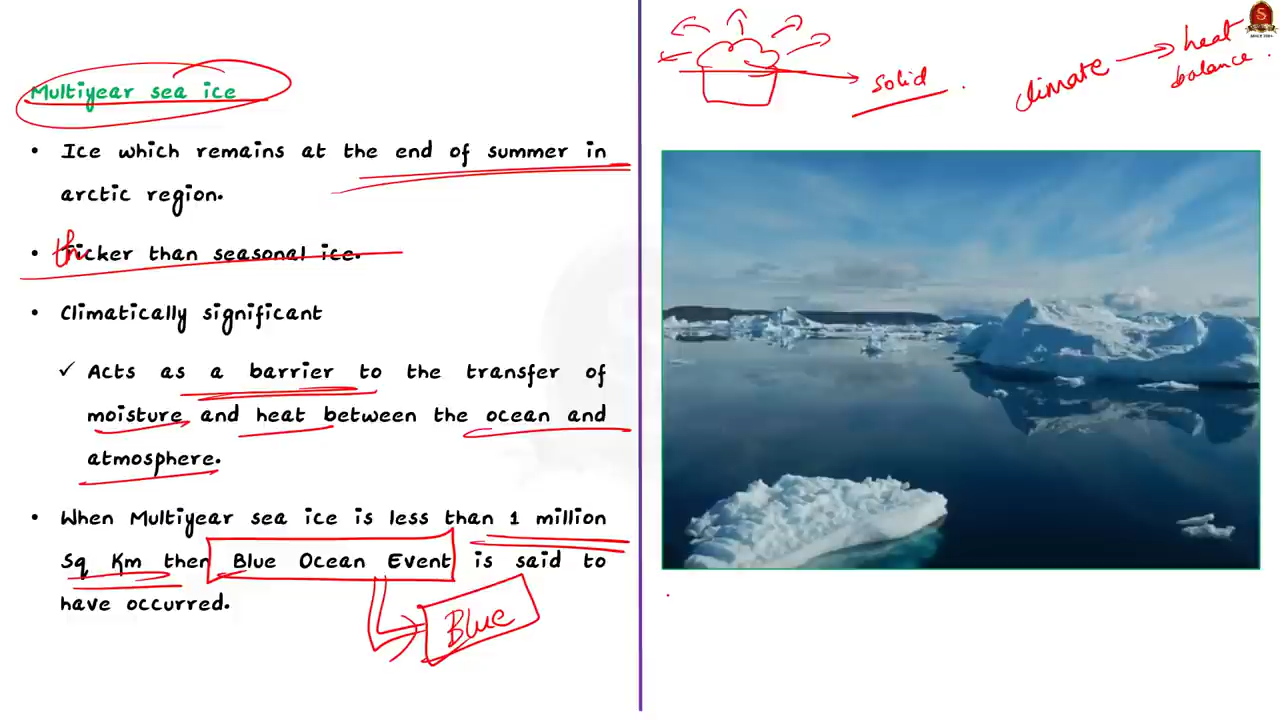 Multiyear sea ice
• Ice which remains at the end of summer in
arctic region.
• thicker than seasonal ice.
• Climatically significant
✓ Acts as a barrier to the transfer of
moisture and heat between the ocean and
atmosphere.
• When Multiyear sea ice is less than 1 million
Sq Km then Blue Ocean Event is said to
have occurred.
Blue
solid
climate → heat
balance.